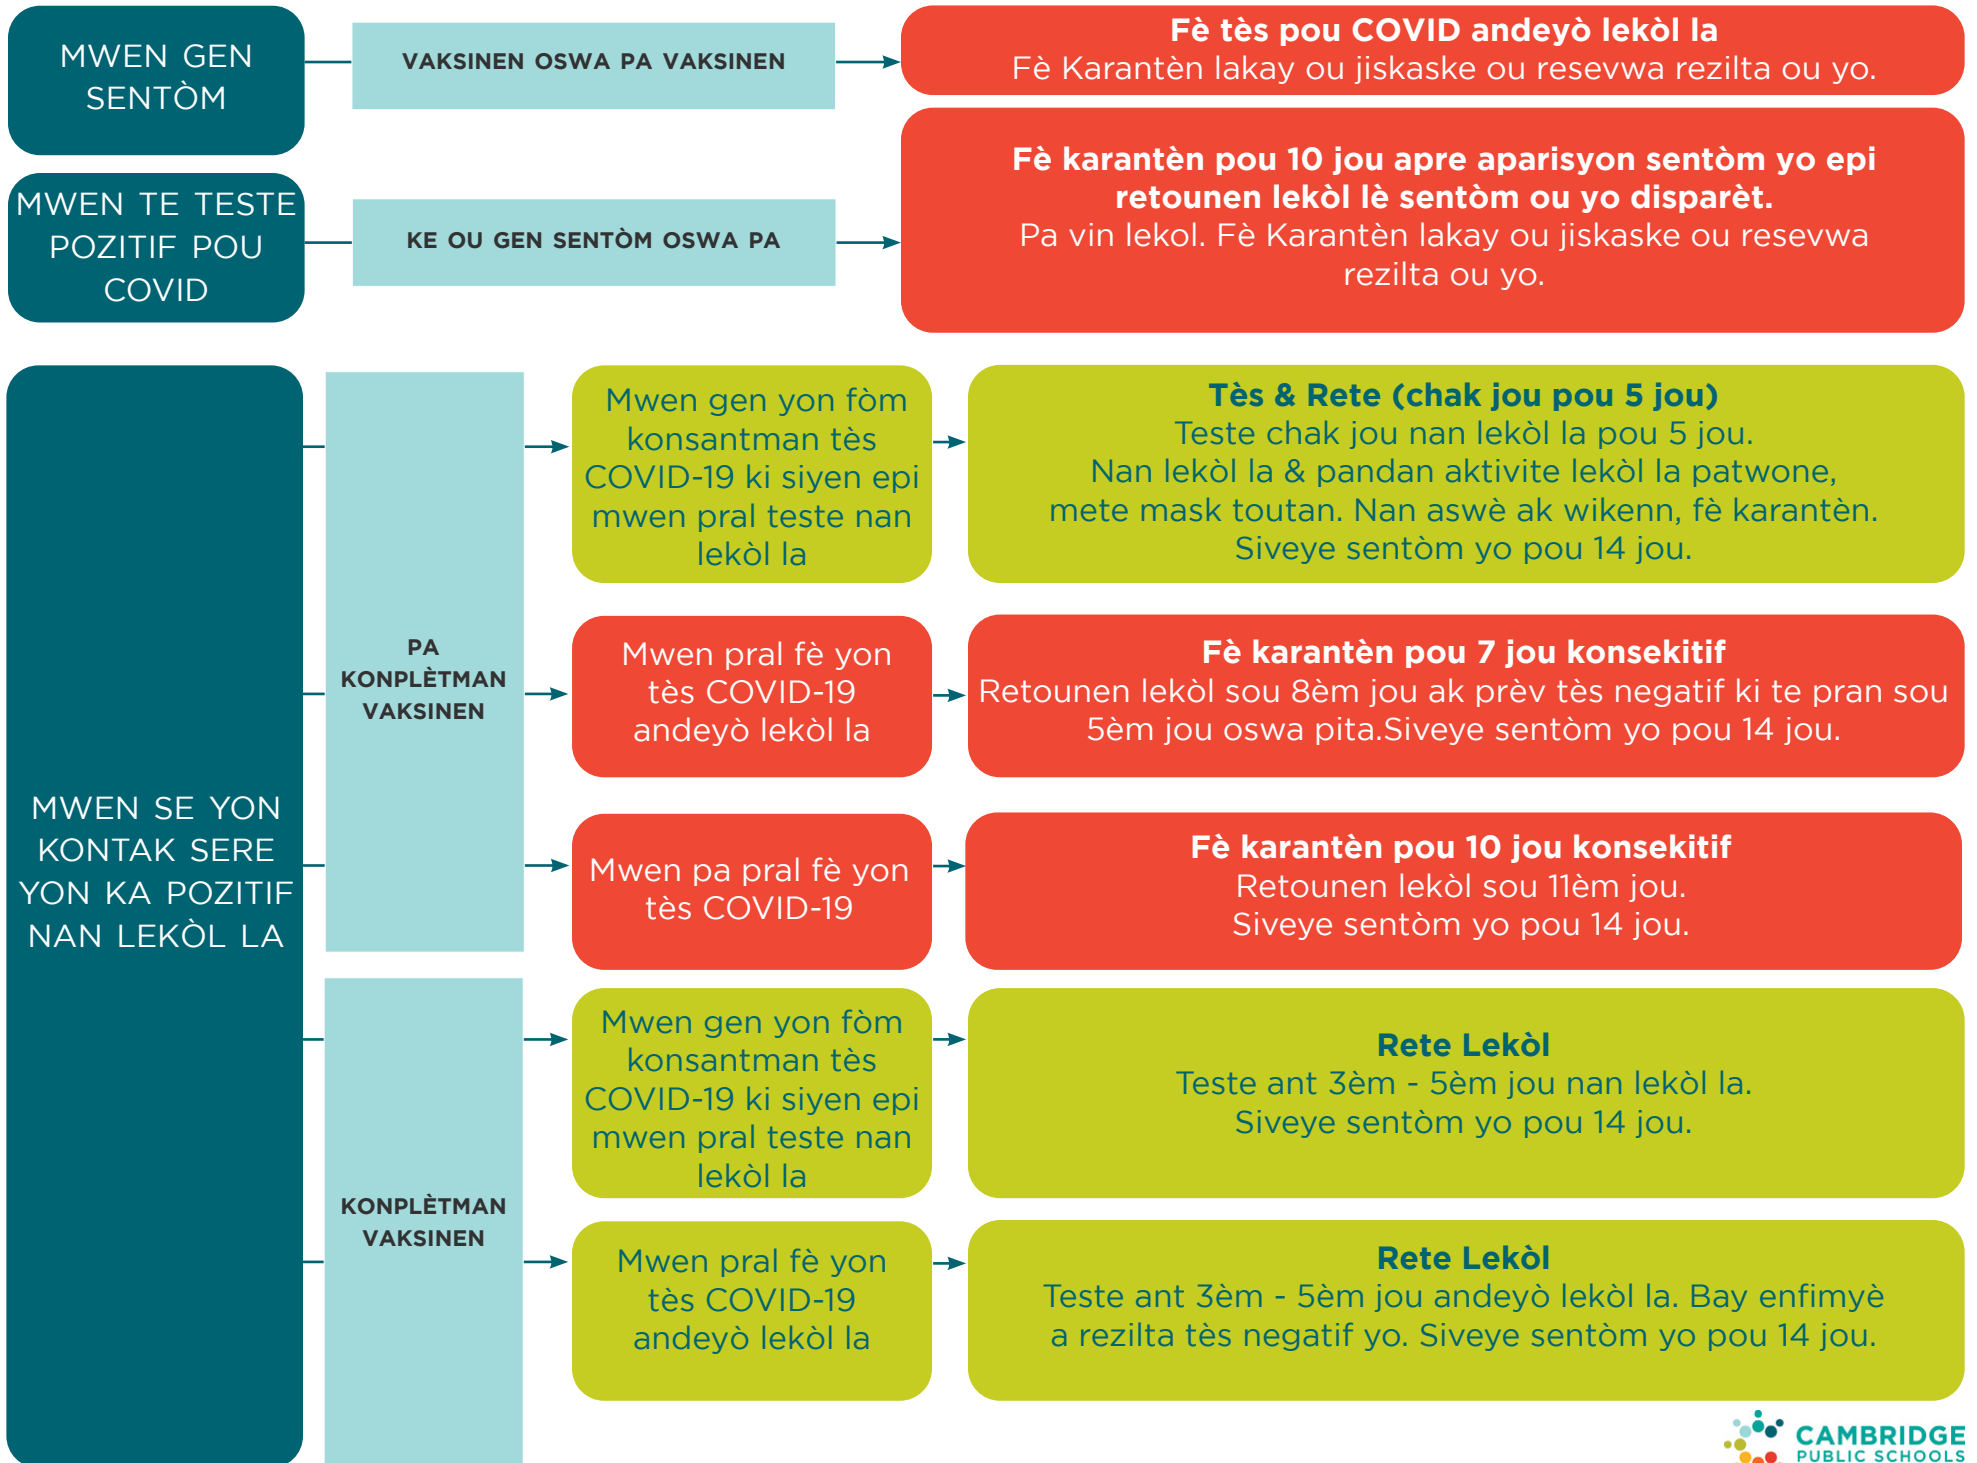 MWEN GEN
SENTÒM
VAKSINEN OSWA PA VAKSINEN
Fè tès pou COVID andeyò lekòl la
Fè Karantèn lakay ou jiskaske ou resevwa rezilta ou yo.
MWEN TE TESTE
POZITIF POU
COVID
KE OU GEN SENTÒM OSWA PA
Fè karantèn pou 10 jou apre aparisyon sentòm yo epi
retounen lekòl lè sentòm ou yo disparèt.
Pa vin lekol. Fè Karantèn lakay ou jiskaske ou resevwa
rezilta ou yo.
MWEN SE YON
KONTAK SERE
YON KA POZITIF
NAN LEKÒL LA
PA
KONPLÈTMAN
VAKSINEN
Mwen gen yon fòm
konsantman tès
COVID-19 ki siyen epi
mwen pral teste nan
lekòl la
Tès & Rete (chak jou pou 5 jou)
Teste chak jou nan lekòl la pou 5 jou.
Nan lekòl la & pandan aktivite lekòl la patwone,
mete mask toutan. Nan aswè ak wikenn, fè karantèn.
Siveye sentòm yo pou 14 jou.
Mwen pral fè yon
tès COVID-19
andeyò lekòl la
Fè karantèn pou 7 jou konsekitif
Retounen lekòl sou 8èm jou ak prèv tès negatif ki te pran sou
5èm jou oswa pita.Siveye sentòm yo pou 14 jou.
Mwen pa pral fè yon
tès COVID-19
Fè karantèn pou 10 jou konsekitif
Retounen lekòl sou 11èm jou.
Siveye sentòm yo pou 14 jou.
KONPLÈTMAN
VAKSINEN
Mwen gen yon fòm
konsantman tès
COVID-19 ki siyen epi
mwen pral teste nan
lekòl la
Rete Lekòl
Teste ant 3èm - 5èm jou nan lekòl la.
Siveye sentòm yo pou 14 jou.
Mwen pral fè yon
tès COVID-19
andeyò lekòl la
Rete Lekòl
Teste ant 3èm - 5èm jou andeyò lekòl la. Bay enfimyè
a rezilta tès negatif yo. Siveye sentòm yo pou 14 jou.
CAMBRIDGE
PUBLIC SCHOOLS